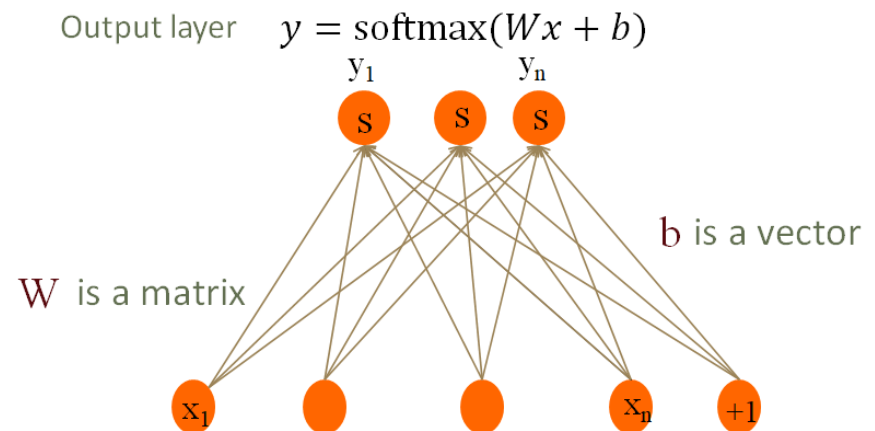 Output layer y = softmax(Wx + b)
y₁ yₙ
S S S
b is a vector
W is a matrix
x₁ xₙ +1